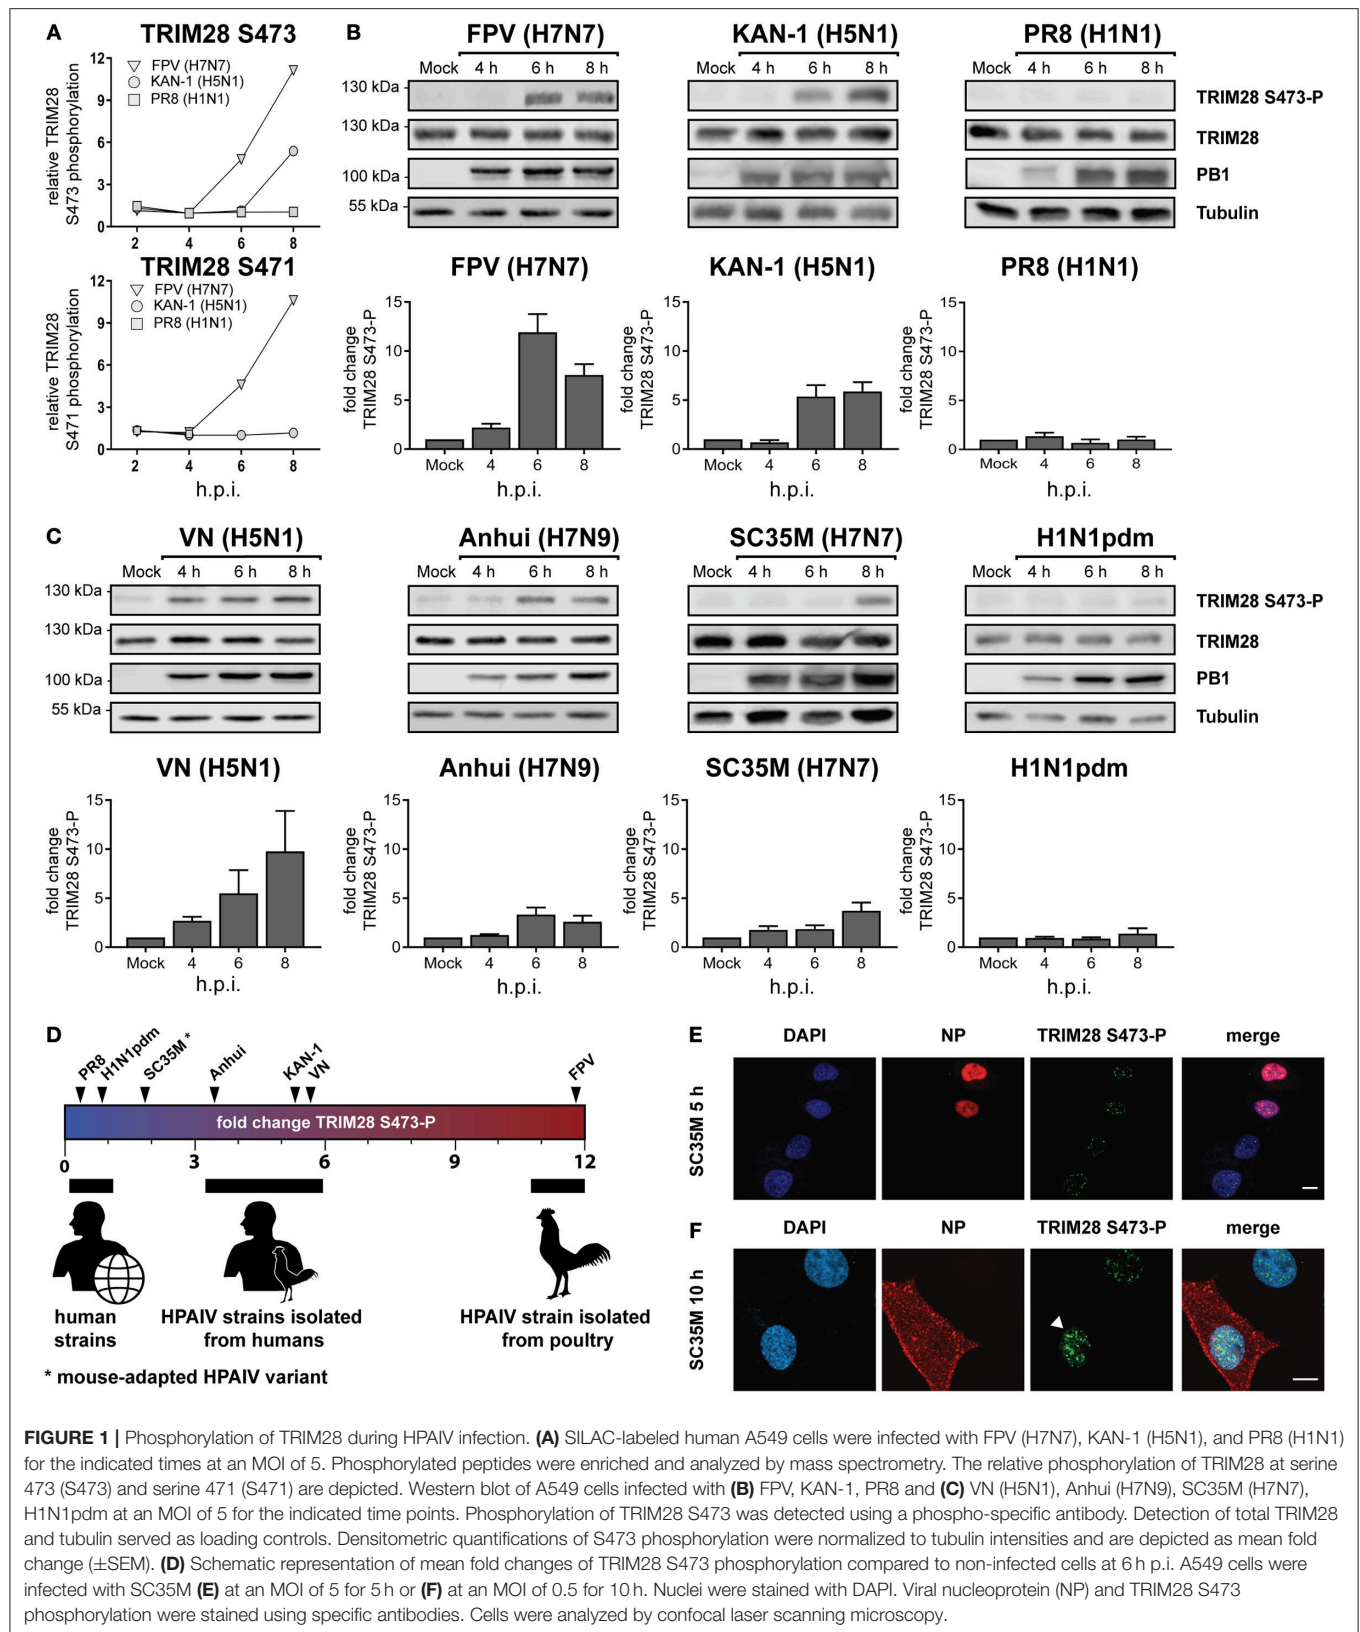 A
TRIM28 S473
relative TRIM28
S473 phosphorylation
12
9
6
3
0
FPV (H7N7)
KAN-1 (H5N1)
PR8 (H1N1)
2 4 6 8
TRIM28 S471
relative TRIM28
S471 phosphorylation
12
9
6
3
0
FPV (H7N7)
KAN-1 (H5N1)
PR8 (H1N1)
2 4 6 8
h.p.i.
B
FPV (H7N7) KAN-1 (H5N1) PR8 (H1N1)
Mock 4 h 6 h 8 h Mock 4 h 6 h 8 h Mock 4 h 6 h 8 h
130 kDa TRIM28 S473-P
130 kDa TRIM28
100 kDa PB1
55 kDa Tubulin
FPV (H7N7)
fold change
TRIM28 S473-P
15
10
5
0
Mock 4 6 8
h.p.i.
KAN-1 (H5N1)
fold change
TRIM28 S473-P
15
10
5
0
Mock 4 6 8
h.p.i.
PR8 (H1N1)
fold change
TRIM28 S473-P
15
10
5
0
Mock 4 6 8
h.p.i.
C
VN (H5N1) Anhui (H7N9) SC35M (H7N7) H1N1pdm
Mock 4 h 6 h 8 h Mock 4 h 6 h 8 h Mock 4 h 6 h 8 h Mock 4 h 6 h 8 h
130 kDa TRIM28 S473-P
130 kDa TRIM28
100 kDa PB1
55 kDa Tubulin
VN (H5N1)
fold change
TRIM28 S473-P
15
10
5
0
Mock 4 6 8
h.p.i.
Anhui (H7N9)
fold change
TRIM28 S473-P
15
10
5
0
Mock 4 6 8
h.p.i.
SC35M (H7N7)
fold change
TRIM28 S473-P
15
10
5
0
Mock 4 6 8
h.p.i.
H1N1pdm
fold change
TRIM28 S473-P
15
10
5
0
Mock 4 6 8
h.p.i.
D
PR8 H1N1pdm SC35M * Anhui KAN-1 VN FPV
fold change TRIM28 S473-P
0 3 6 9 12
human
strains
HPAIV strains isolated
from humans
HPAIV strain isolated
from poultry
* mouse-adapted HPAIV variant
E
DAPI NP TRIM28 S473-P merge
SC35M 5 h
F
DAPI NP TRIM28 S473-P merge
SC35M 10 h
FIGURE 1 | Phosphorylation of TRIM28 during HPAIV infection. (A) SILAC-labeled human A549 cells were infected with FPV (H7N7), KAN-1 (H5N1), and PR8 (H1N1)
for the indicated times at an MOI of 5. Phosphorylated peptides were enriched and analyzed by mass spectrometry. The relative phosphorylation of TRIM28 at serine
473 (S473) and serine 471 (S471) are depicted. Western blot of A549 cells infected with (B) FPV, KAN-1, PR8 and (C) VN (H5N1), Anhui (H7N9), SC35M (H7N7),
H1N1pdm at an MOI of 5 for the indicated time points. Phosphorylation of TRIM28 S473 was detected using a phospho-specific antibody. Detection of total TRIM28
and tubulin served as loading controls. Densitometric quantifications of S473 phosphorylation were normalized to tubulin intensities and are depicted as mean fold
change (±SEM). (D) Schematic representation of mean fold changes of TRIM28 S473 phosphorylation compared to non-infected cells at 6 h p.i. A549 cells were
infected with SC35M (E) at an MOI of 5 for 5 h or (F) at an MOI of 0.5 for 10 h. Nuclei were stained with DAPI. Viral nucleoprotein (NP) and TRIM28 S473
phosphorylation were stained using specific antibodies. Cells were analyzed by confocal laser scanning microscopy.